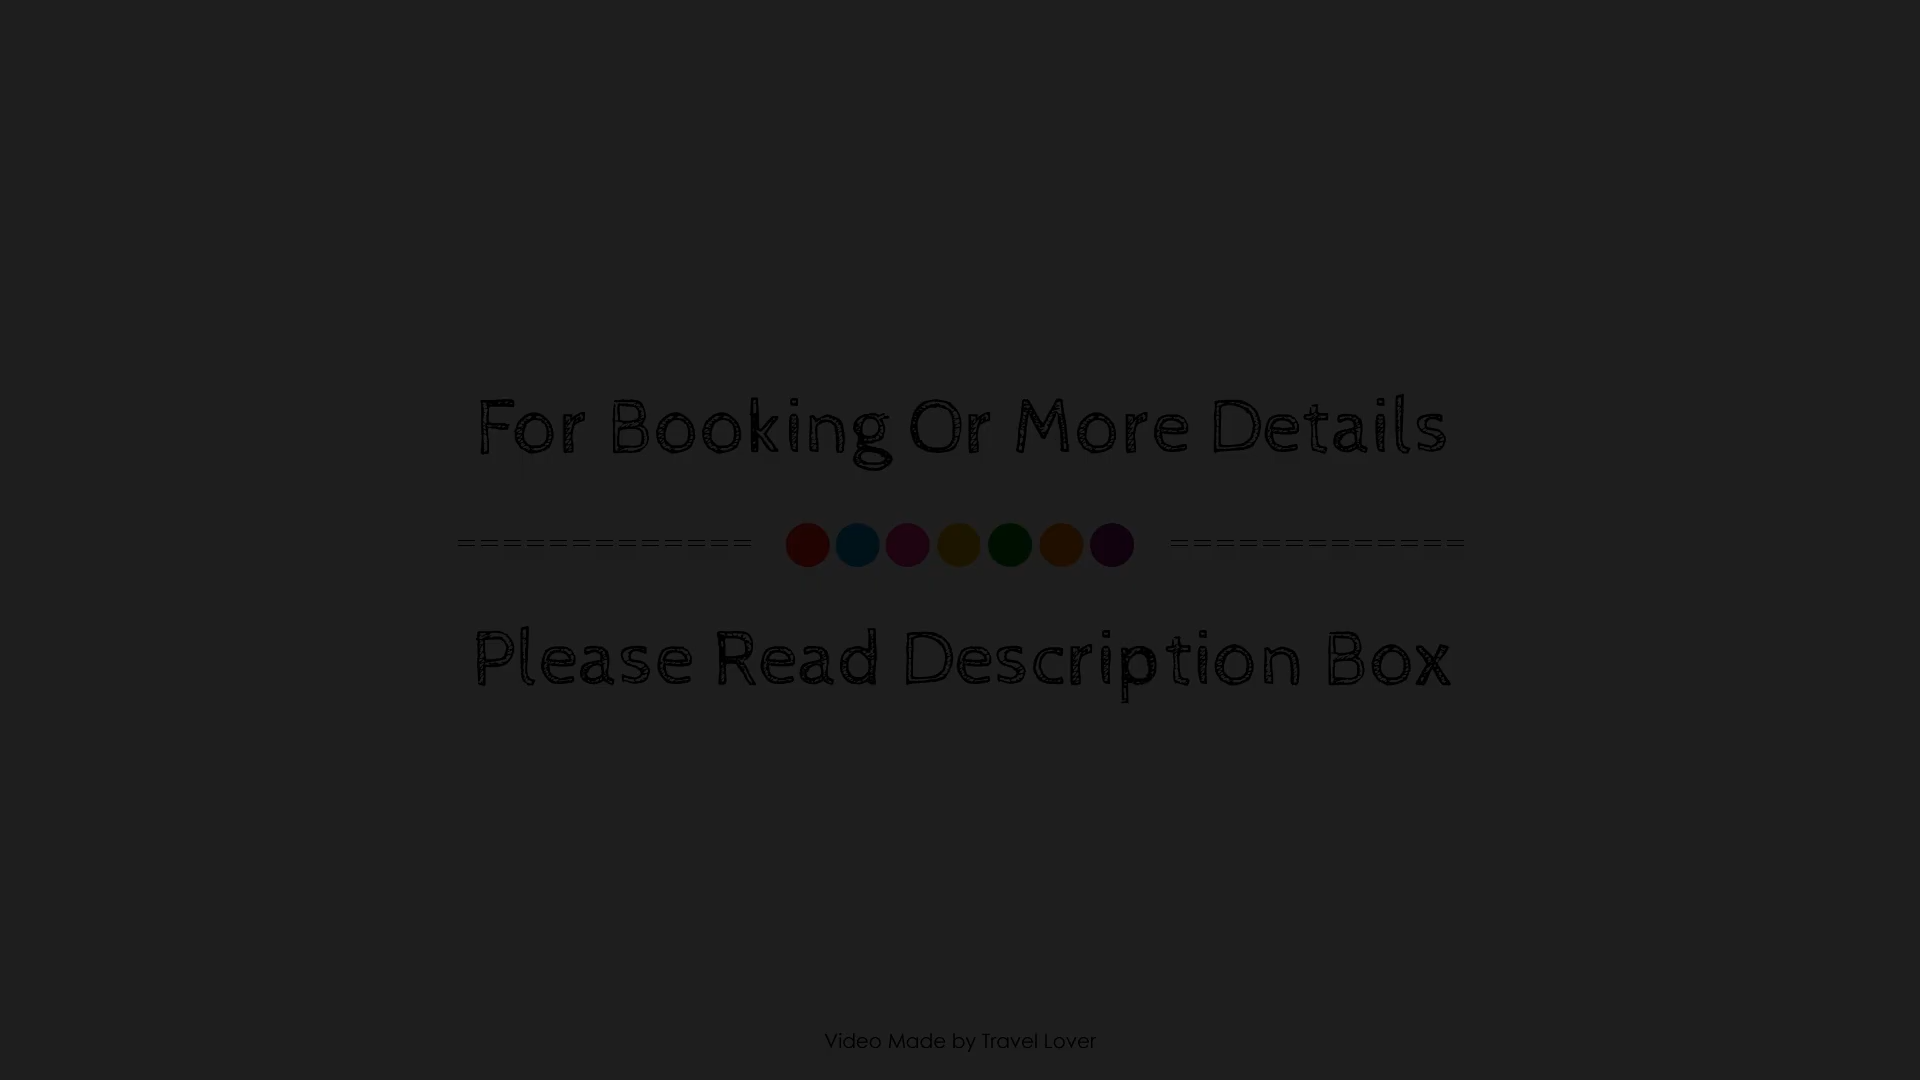 For Booking Or More Details
============= =============
Please Read Description Box
Video Made by Travel Lover